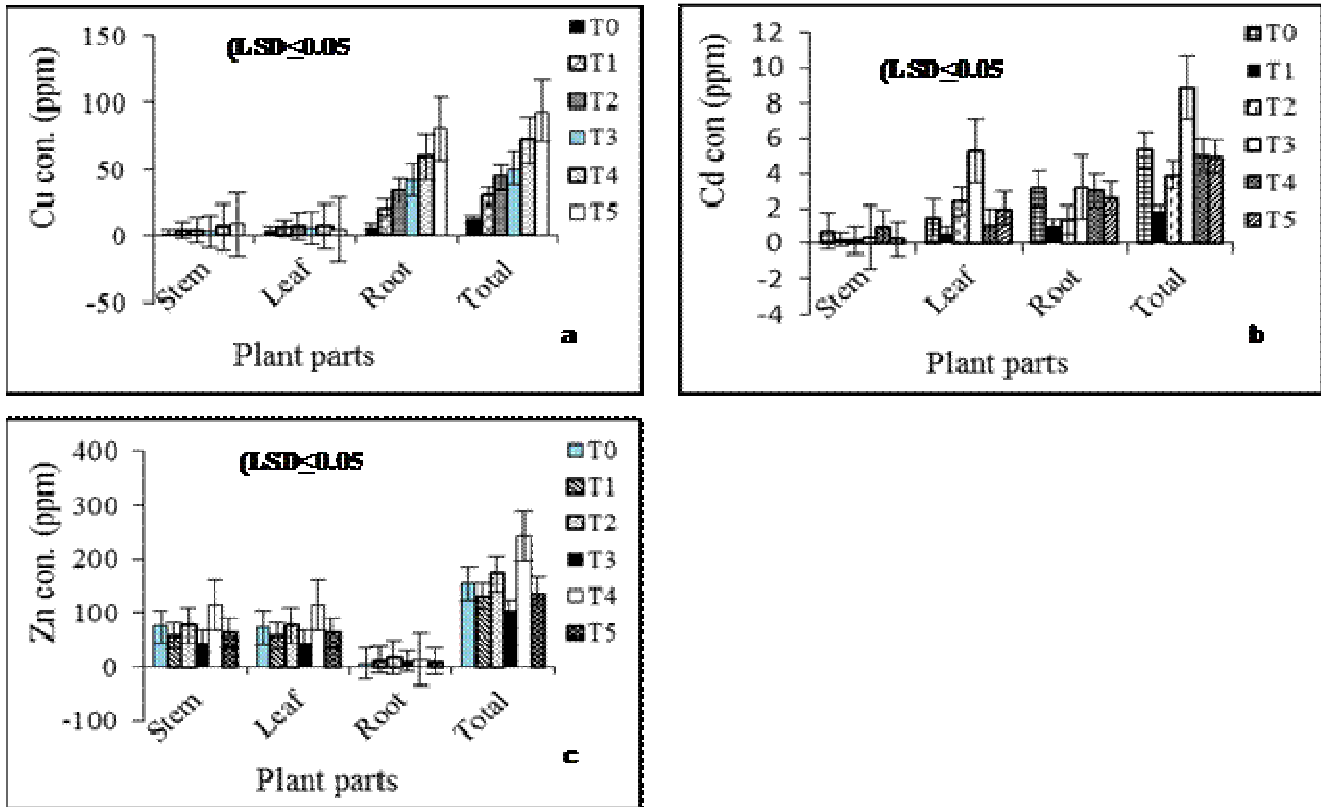 Cu con. (ppm)
150
100
50
0
-50
(LSD≤0.05
T0
T1
T2
T3
T4
T5
Stem
Leaf
Root
Total
Plant parts
a
Cd con (ppm)
12
10
8
6
4
2
0
-2
-4
(LSD≤0.05
T0
T1
T2
T3
T4
T5
Stem
Leaf
Root
Total
Plant parts
b
Zn con. (ppm)
400
300
200
100
0
-100
(LSD≤0.05
T0
T1
T2
T3
T4
T5
Stem
Leaf
Root
Total
Plant parts
c